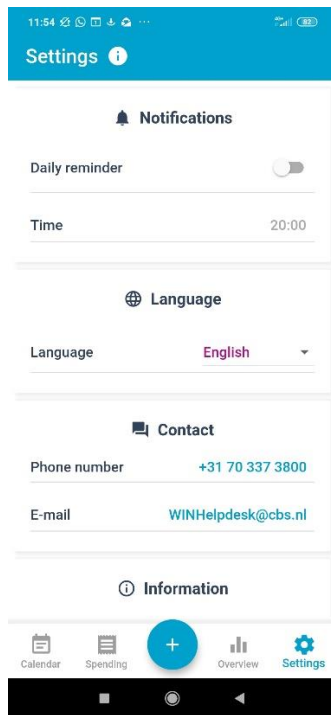 11:54
82
Settings
Notifications
Daily reminder
Time 20:00
Language
Language English
Contact
Phone number +31 70 337 3800
E-mail WINHelpdesk@cbs.nl
Information
Calendar Spending Overview Settings